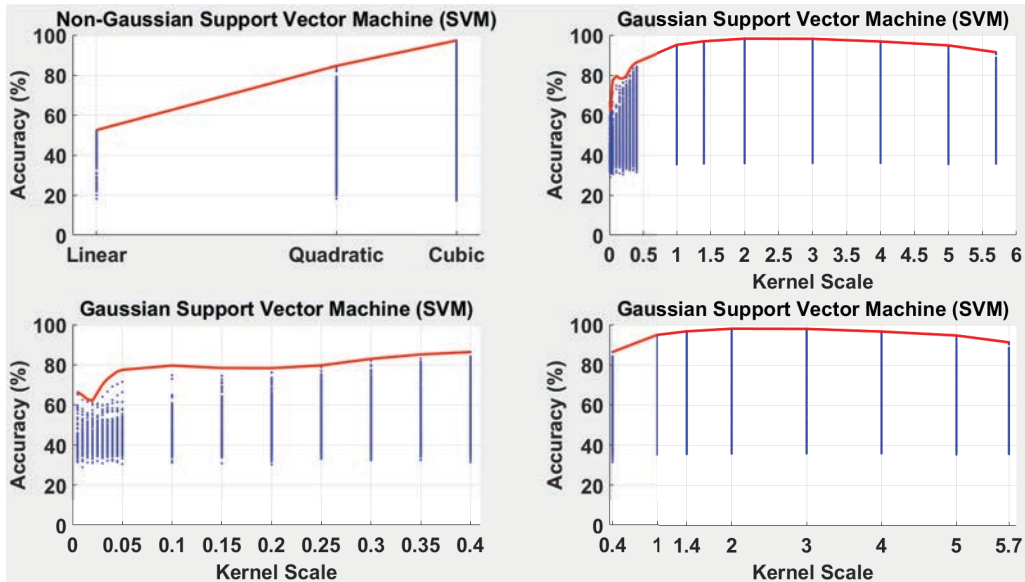 Non-Gaussian Support Vector Machine (SVM)
Accuracy (%)
100
80
60
40
20
0
Linear Quadratic Cubic
Gaussian Support Vector Machine (SVM)
Accuracy (%)
100
80
60
40
20
0
0 0.5 1 1.5 2 2.5 3 3.5 4 4.5 5 5.5 6
Kernel Scale
Gaussian Support Vector Machine (SVM)
Accuracy (%)
100
80
60
40
20
0
0 0.05 0.1 0.15 0.2 0.25 0.3 0.35 0.4
Kernel Scale
Gaussian Support Vector Machine (SVM)
Accuracy (%)
100
80
60
40
20
0
0.4 1 1.4 2 3 4 5 5.7
Kernel Scale